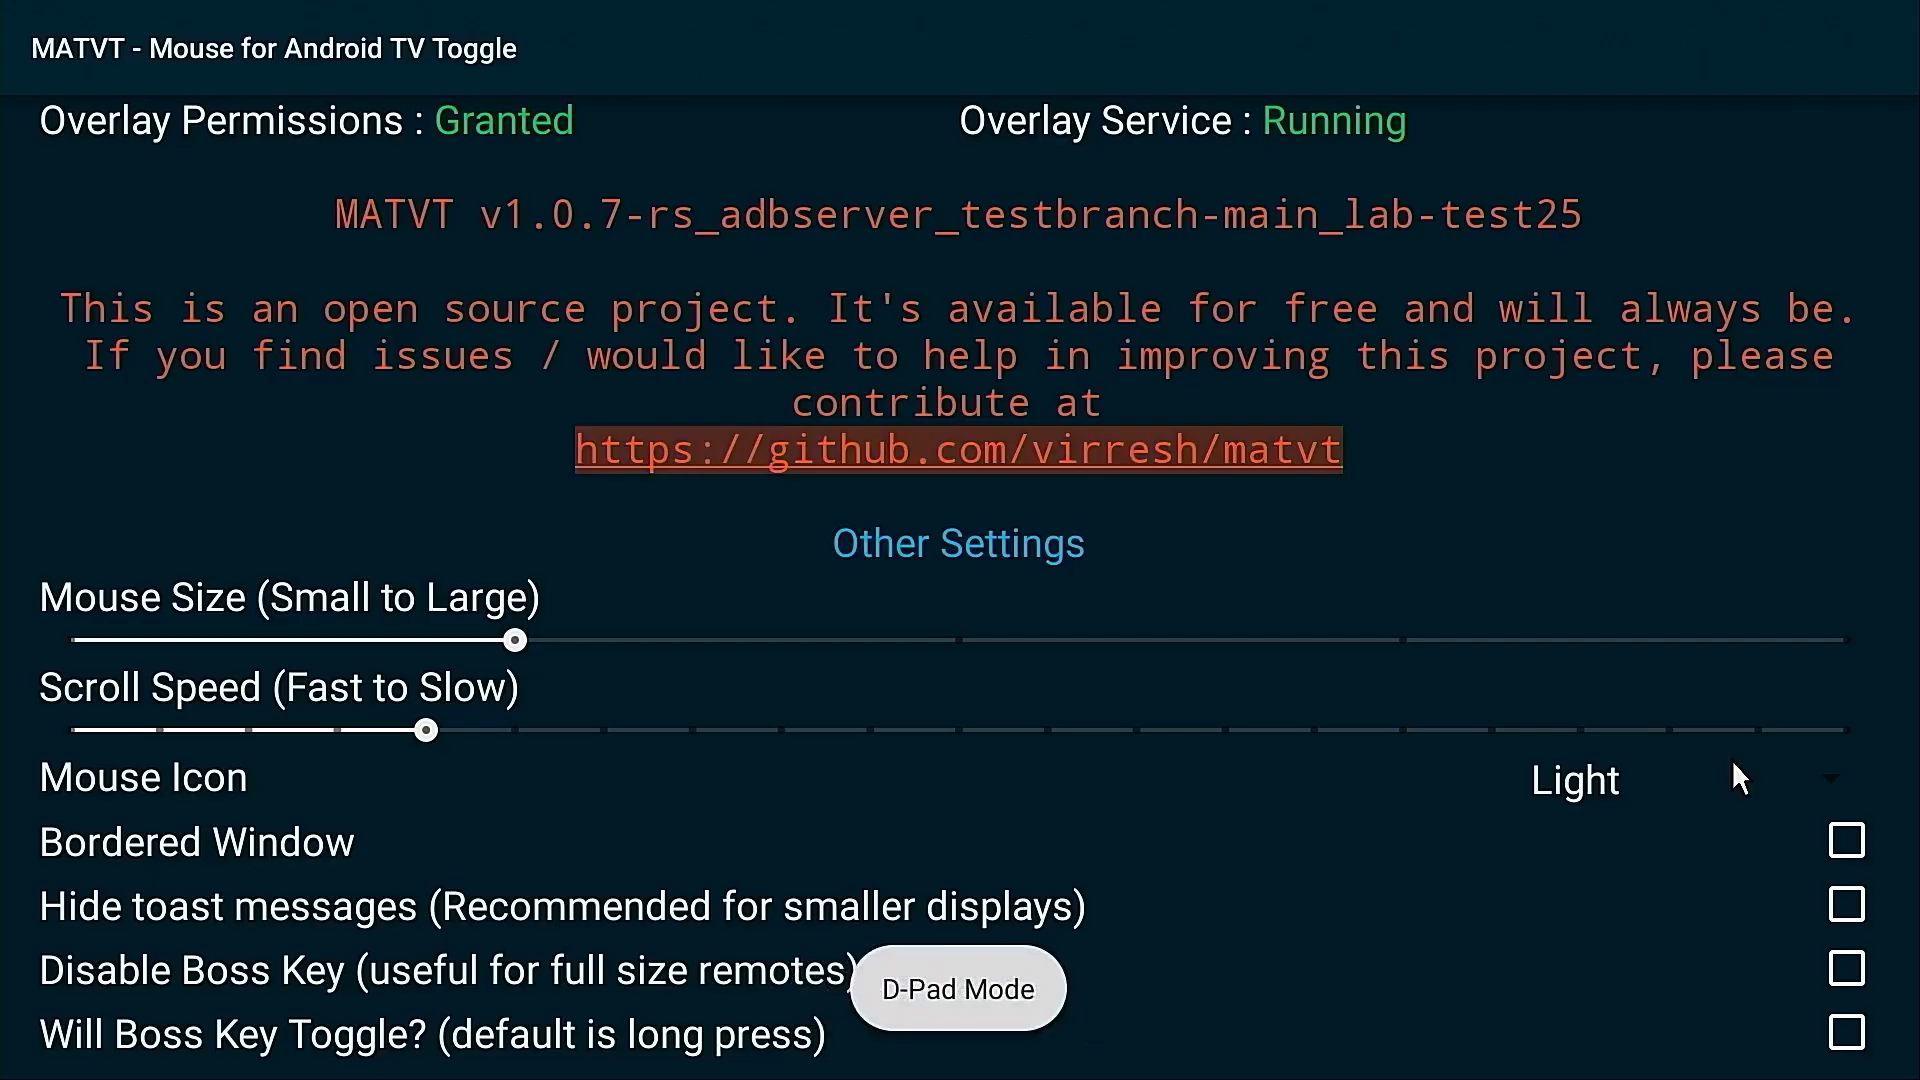 MATVT - Mouse for Android TV Toggle
Overlay Permissions : Granted
Overlay Service : Running
MATVT v1.0.7-rs_adbserver_testbranch-main_lab-test25
This is an open source project. It's available for free and will always be.
If you find issues / would like to help in improving this project, please
contribute at
https://github.com/virresh/matvt
Other Settings
Mouse Size (Small to Large)
Scroll Speed (Fast to Slow)
Mouse Icon
Light
Bordered Window
Hide toast messages (Recommended for smaller displays)
Disable Boss Key (useful for full size remotes)
D-Pad Mode
Will Boss Key Toggle? (default is long press)